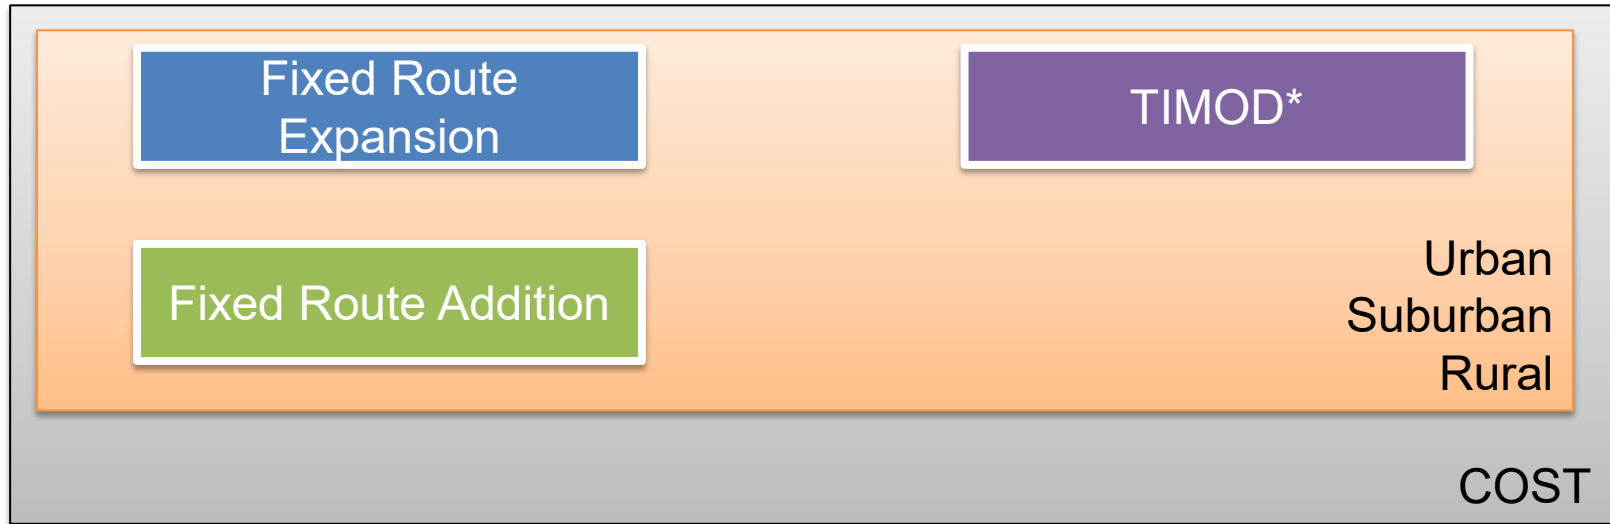 Fixed Route
Expansion
TIMOD*
Fixed Route Addition
Urban
Suburban
Rural
COST